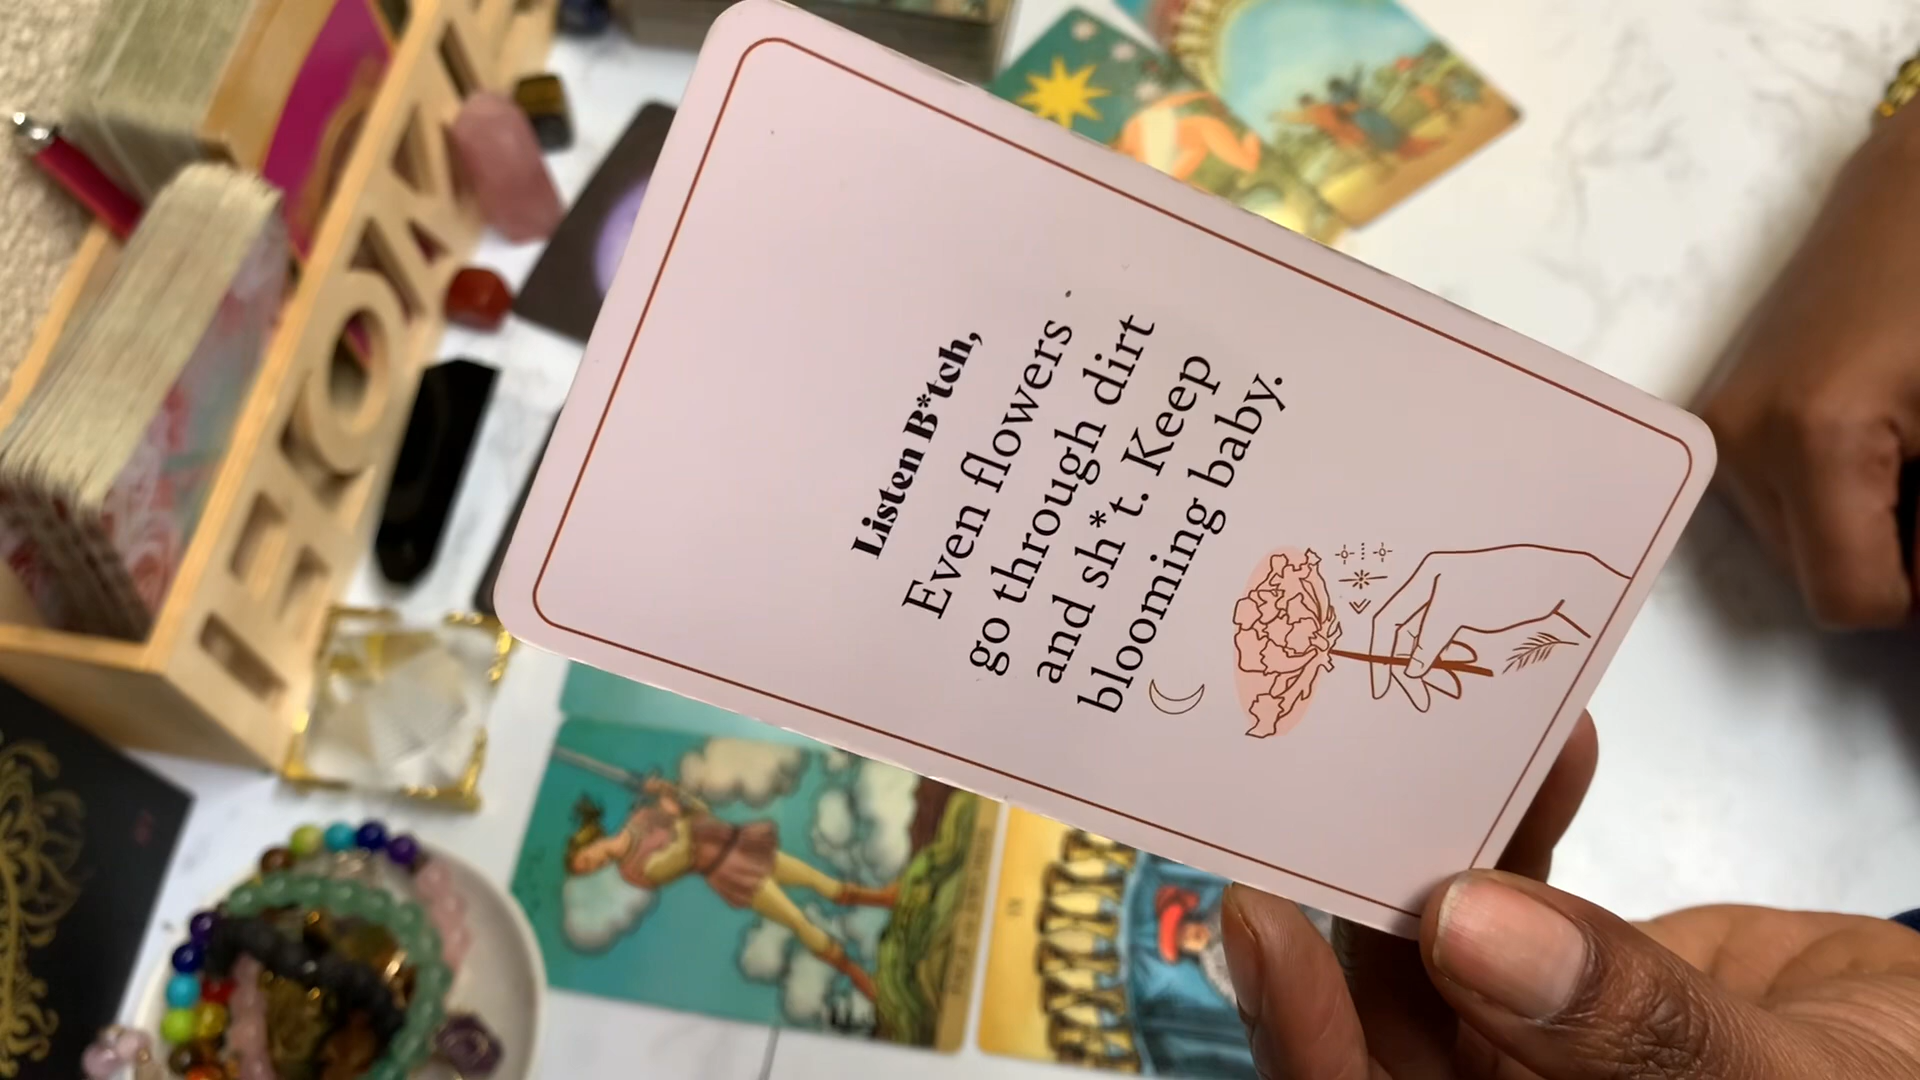 Listen B*tch,
Even flowers
go through dirt
and sh*t. Keep
blooming baby.